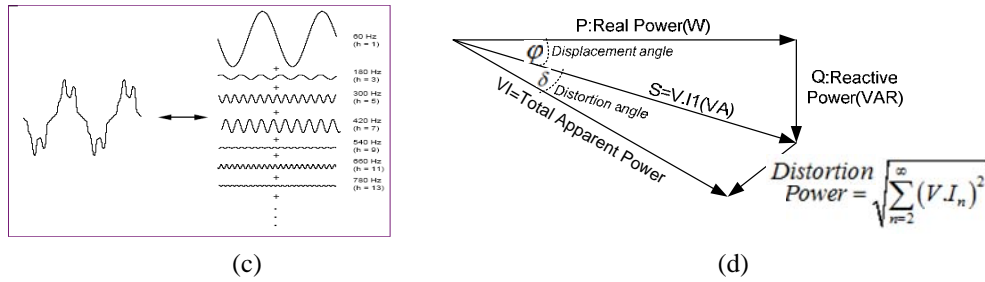 60 Hz
(h = 1)
+
180 Hz
(h = 3)
+
300 Hz
(h = 5)
+
420 Hz
(h = 7)
+
540 Hz
(h = 9)
+
660 Hz
(h = 11)
+
780 Hz
(h = 13)
+
(c)
P:Real Power(W)
φ Displacement angle
δ Distortion angle
S=V.I1(VA)
VI=Total Apparent Power
Q:Reactive
Power(VAR)
Distortion
Power = √∑_{n=2}^{∞}(V.I_n)^2
(d)